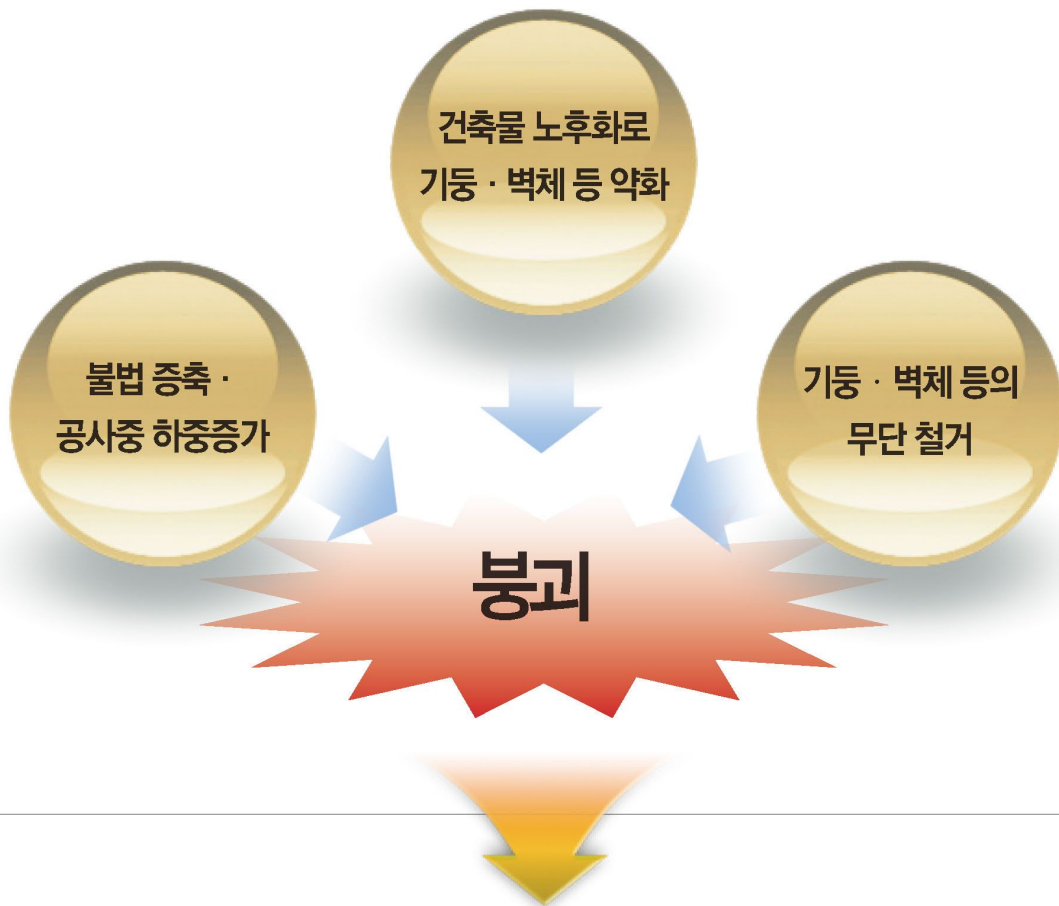 건축물 노후화로
기둥 · 벽체 등 약화
불법 증축 ·
공사중 하중증가
기둥 · 벽체 등의
무단 철거
붕괴